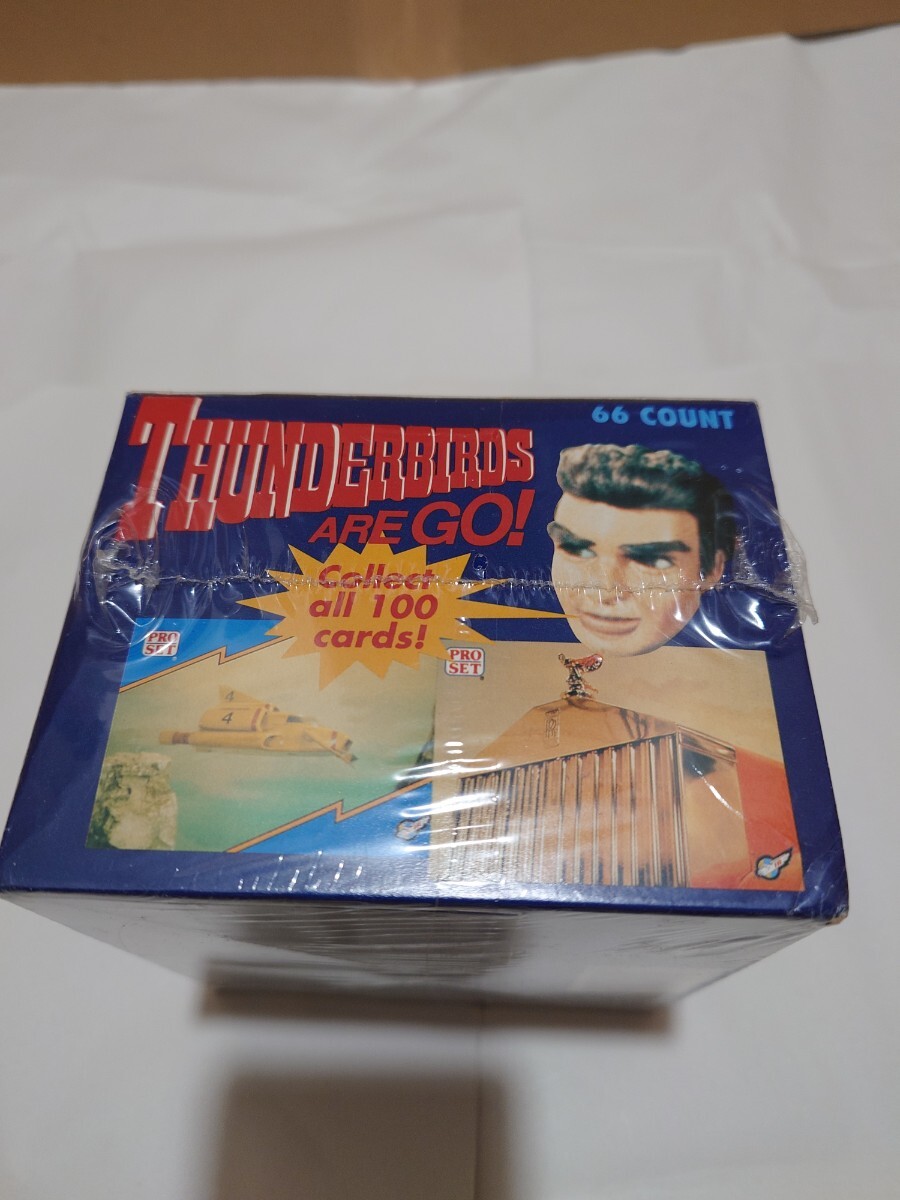 THUNDERBIRDS
ARE GO!
66 COUNT
Collect
all 100
cards!
PRO
SET
PRO
SET
4
4